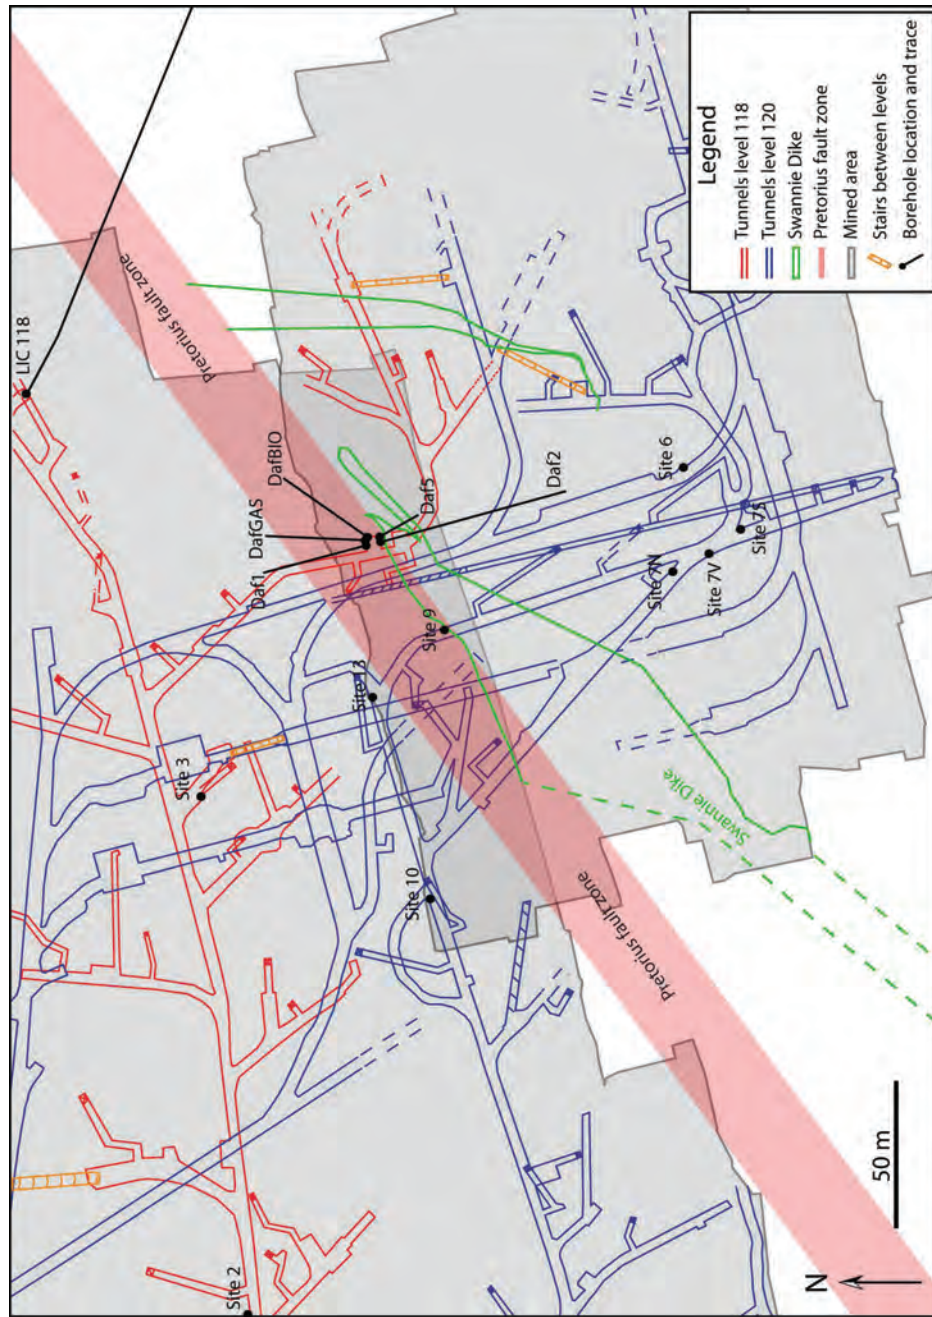 LIC 118
Pretorius fault zone
DafBIO
DafGAS
Daf1
Daf5
Daf2
Site 3
Site 13
Site 9
Site 6
Site 7N
Site 7V
Site 7S
Site 10
Site 2
Swannie Dike
Pretorius fault zone
50 m
N
Legend
Tunnels level 118
Tunnels level 120
Swannie Dike
Pretorius fault zone
Mined area
Stairs between levels
Borehole location and trace